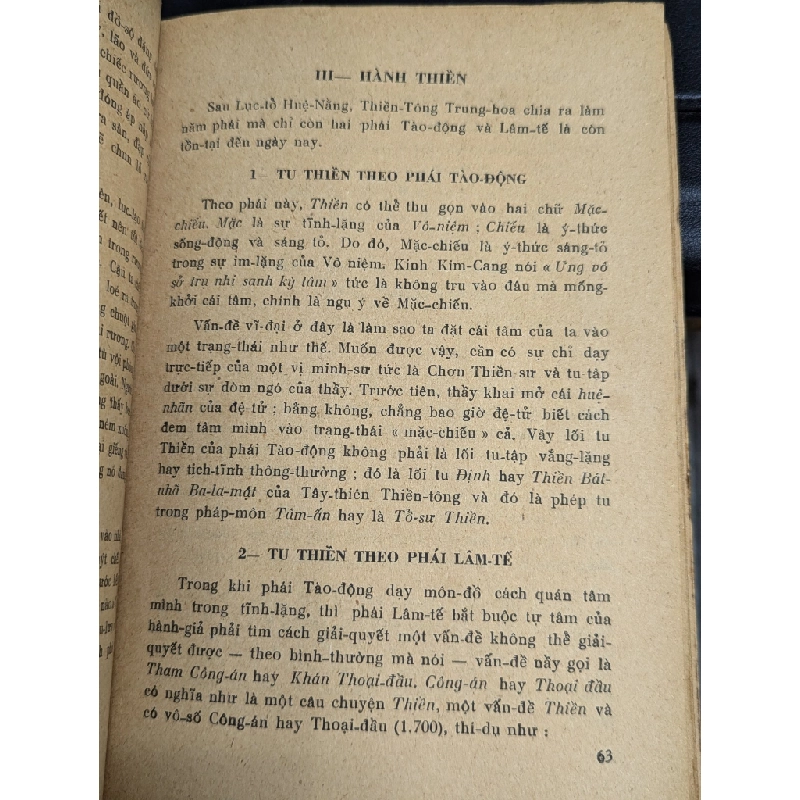 III— HÀNH THIỀN
Sau Lục-tổ Huệ-Năng, Thiền-Tông Trung-hoa chia ra làm
năm phái mà chỉ còn hai phái Tào-động và Lâm-tế là còn
tồn-tại đến ngày nay.
1— TU THIỀN THEO PHÁI TÀO-ĐỘNG
Theo phái này, Thiền có thể thu gọn vào hai chữ Mặc-
chiếu. Mặc là sự tĩnh-lặng của Vô-niệm ; Chiếu là ý-thức
sống-động và sáng tỏ. Do đó, Mặc-chiếu là ý-thức sáng-tỏ
trong sự im-lặng của Vô niệm. Kinh Kim-Cang nói « Ưng vô
sở trụ nhi sanh kỳ tâm » tức là không trụ vào đâu mà mống-
khởi cái tâm, chính là ngụ ý về Mặc-chiếu.
Vấn-đề vĩ-đại ở đây là làm sao ta đặt cái tâm của ta vào
một trạng-thái như thế. Muốn được vậy, cần có sự chỉ dạy
trực-tiếp của một vị minh-sư tức là Chơn Thiền-sư và tu-tập
dưới sự dòm ngó của thầy. Trước tiên, thầy khai mở cái huệ-
nhãn của đệ-tử ; bằng không, chẳng bao giờ đệ-tử biết cách
đem tâm mình vào trạng-thái « mặc-chiếu » cả. Vậy lối tu
Thiền của phái Tào-động không phải là lối tu-tập vắng-lặng
hay tịch-tĩnh thông-thường ; đó là lối tu Định hay Thiền Bát-
nhã Ba-la-mật của Tây-thiên Thiền-tông và đó là phép tu
trong pháp-môn Tâm-ấn hay là Tổ-sư Thiền.
2— TU THIỀN THEO PHÁI LÂM-TẾ
Trong khi phái Tào-động dạy môn-đồ cách quán tâm
mình trong tĩnh-lặng, thì phái Lâm-tế bắt buộc tự tâm của
hành-giả phải tìm cách giải-quyết một vấn-đề không thể giải-
quyết được — theo bình-thường mà nói — vấn-đề nầy gọi là
Tham Công-án hay Khán Thoại-đầu. Công-án hay Thoại đầu
có nghĩa như là một câu chuyện Thiền, một vấn-đề Thiền và
có vô-số Công-án hay Thoại-đầu (1.700), thí-dụ như :
63